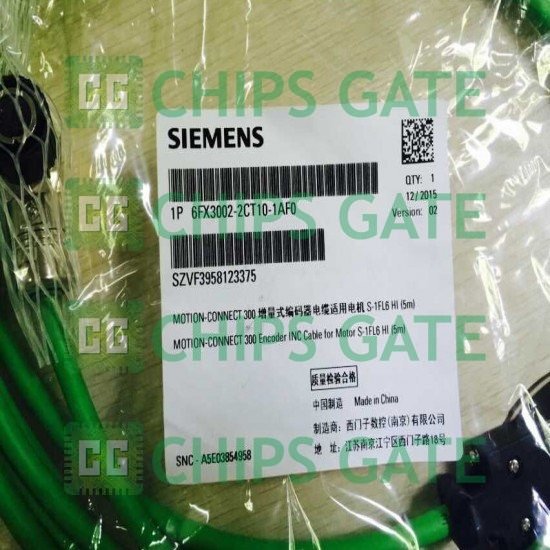 CG CHIPS GATE
SIEMENS
1P 6FX3002-2CT10-1AF0
QTY: 1
12/2015
Version: 02
CG CHIPS GATE
SZVF3958123375
MOTION-CONNECT 300 增量式编码器电缆适用电机 S-1FL6 HI (5m)
MOTION-CONNECT 300 Encoder INC Cable for Motor S-1FL6 HI (5m)
CG CHIPS GATE
质量检验合格
中国制造 Made in China
制造商: 西门子数控(南京)有限公司
地 址: 江苏南京江宁区西门子路18号
SNC - A5E03854958
CG CHIPS GATE